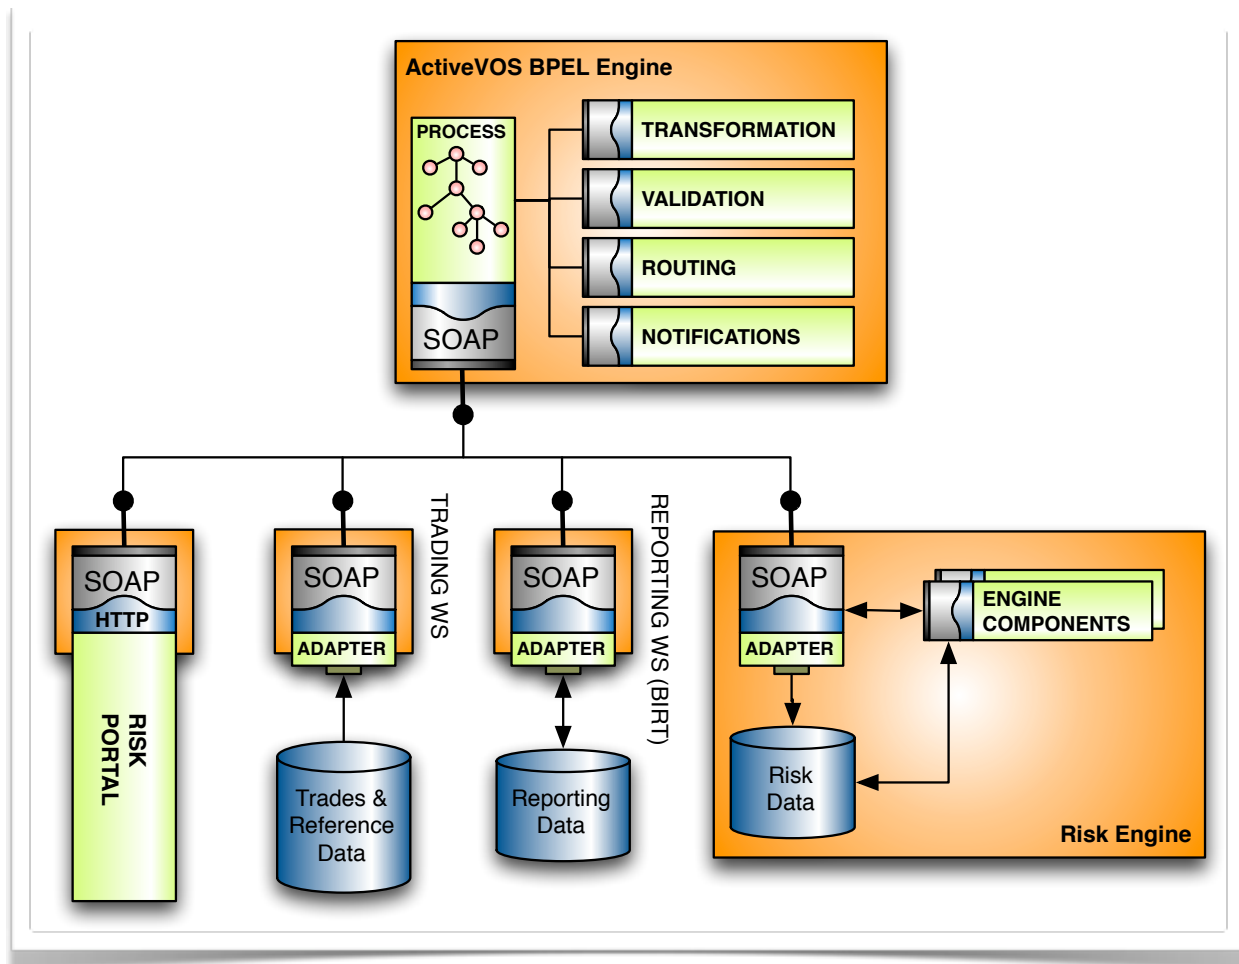 ActiveVOS BPEL Engine
PROCESS
SOAP
TRANSFORMATION
VALIDATION
ROUTING
NOTIFICATIONS
SOAP
HTTP
RISK
PORTAL
SOAP
ADAPTER
TRADING WS
Trades &
Reference
Data
SOAP
ADAPTER
REPORTING WS (BIRT)
Reporting
Data
SOAP
ADAPTER
ENGINE
COMPONENTS
Risk
Data
Risk Engine